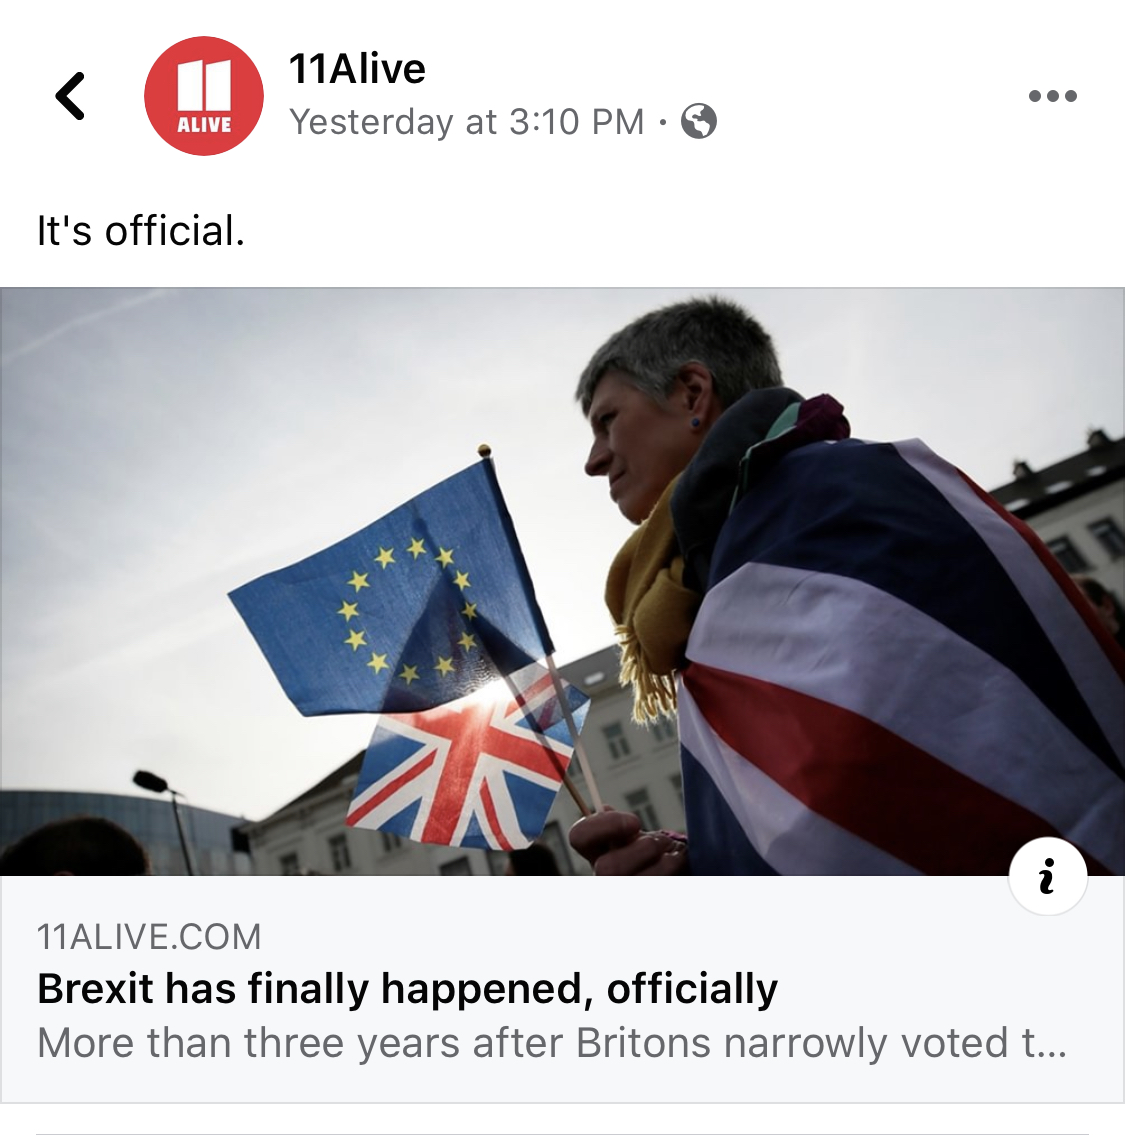 11Alive
ALIVE
Yesterday at 3:10 PM ·
It's official.
11ALIVE.COM
Brexit has finally happened, officially
More than three years after Britons narrowly voted t...